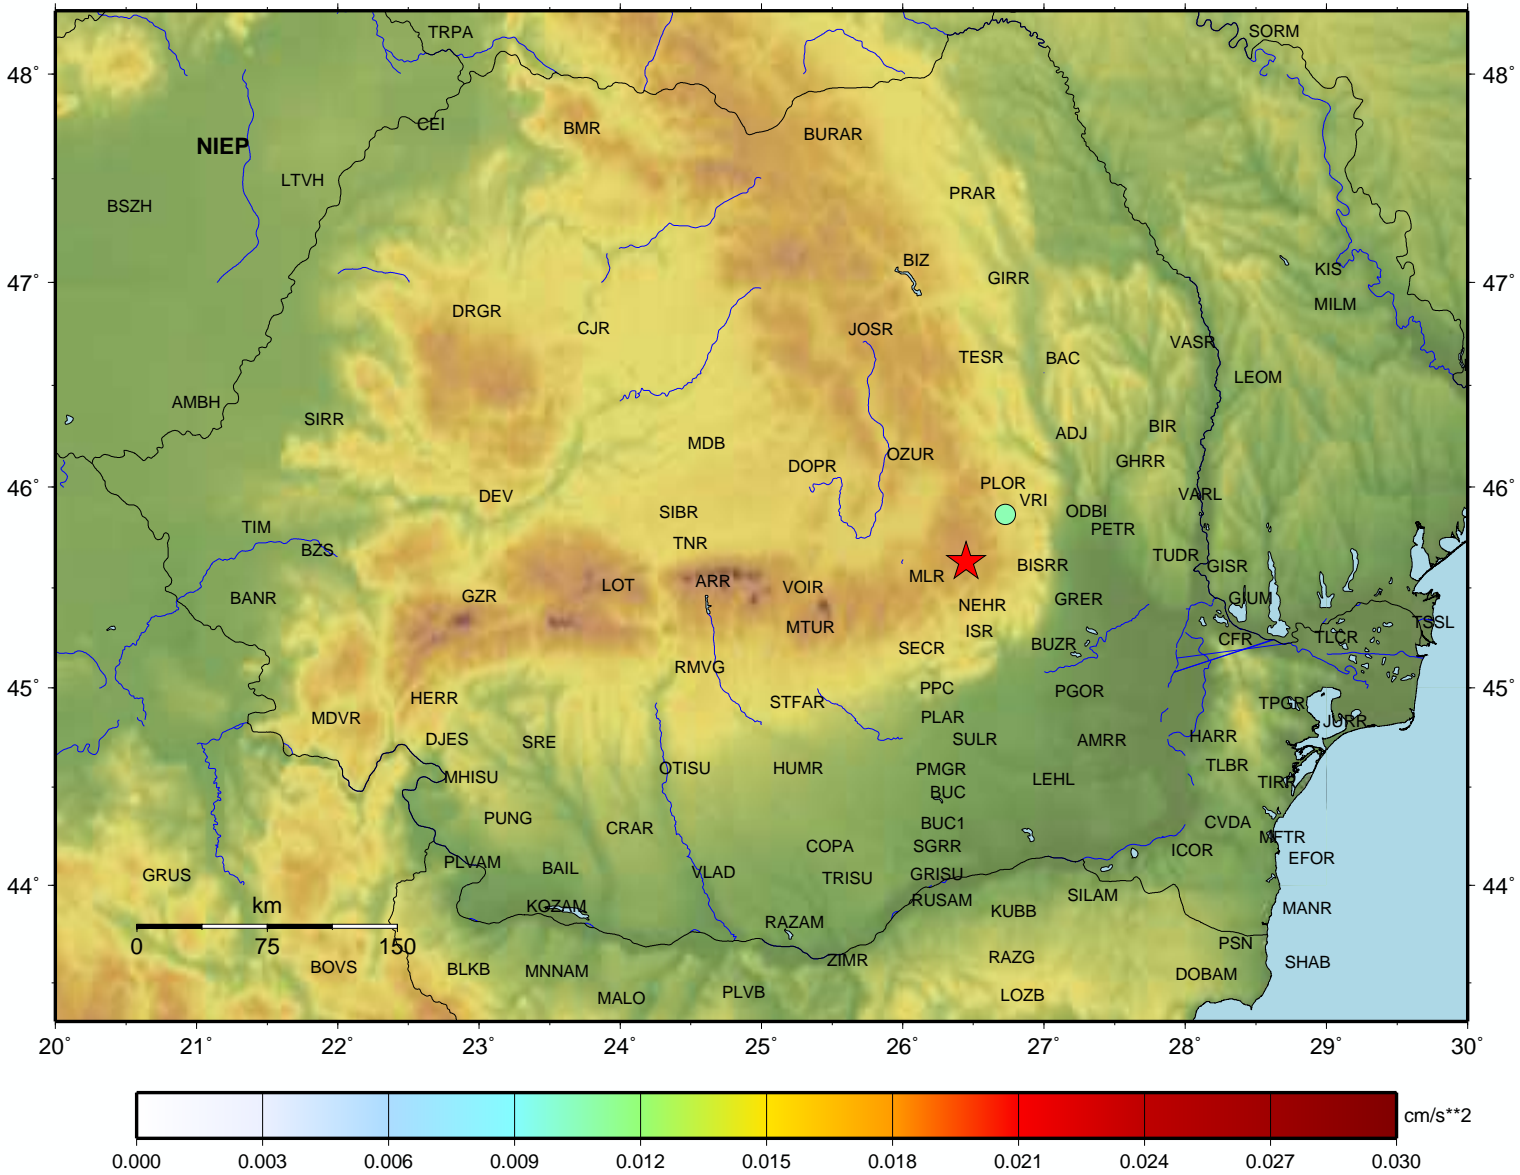 TRPA
SORM
48°
48°
CEI
BMR
BURAR
NIEP
LTVH
PRAR
BSZH
BIZ
KIS
47°
GIRR
47°
MILM
DRGR
CJR
JOSR
VASR
TESR
BAC
LEOM
AMBH
SIRR
BIR
ADJ
MDB
OZUR
GHRR
DOPR
46°
DEV
PLOR
VARL
46°
VRI
SIBR
ODBI
TIM
PETR
BZS
TNR
TUDR
GISR
BISRR
MLR
ARR
LOT
VOIR
GZR
BANR
GRER
GIUM
NEHR
TSSL
MTUR
ISR
CFR
TLCR
SECR
BUZR
RMVG
45°
PPC
PGOR
45°
HERR
STFAR
TPGR
MDVR
PLAR
JURR
DJES
SRE
SULR
AMRR
HARR
OTISU
HUMR
PMGR
TLBR
MHISU
LEHL
TIRR
BUC
PUNG
CRAR
BUC1
CVDA
MFTR
COPA
SGRR
ICOR
EFOR
PLVAM
BAIL
VLAD
GRUS
TRISU
GRISU
44°
44°
SILAM
km
KOZAM
RUSAM
KUBB
MANR
RAZAM
0 75 150
PSN
BOVS
BLKB
MNNAM
ZIMR
RAZG
SHAB
DOBAM
MALO
PLVB
LOZB
20° 21° 22° 23° 24° 25° 26° 27° 28° 29° 30°
cm/s**2
0.000 0.003 0.006 0.009 0.012 0.015 0.018 0.021 0.024 0.027 0.030